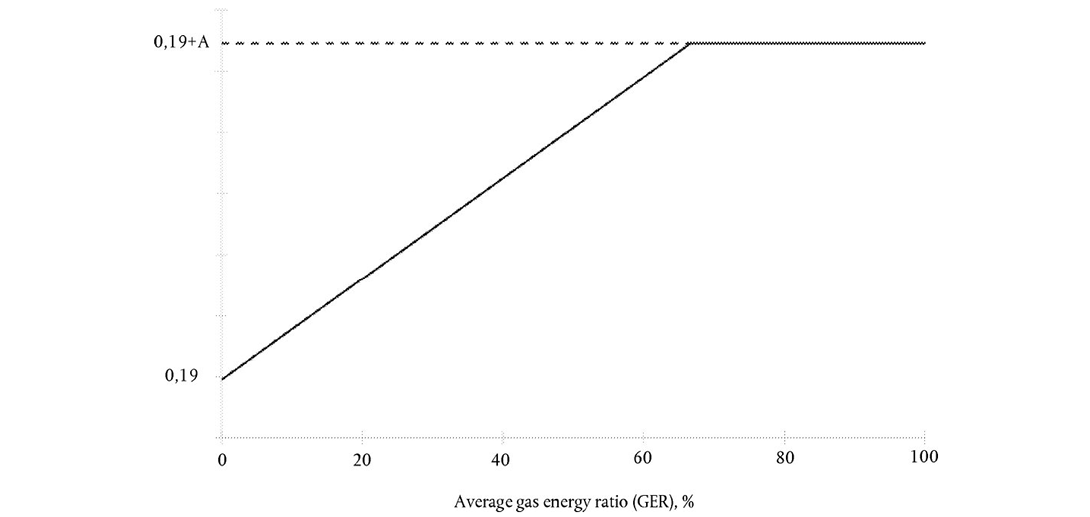 0,19+A
0,19
0 20 40 60 80 100
Average gas energy ratio (GER), %